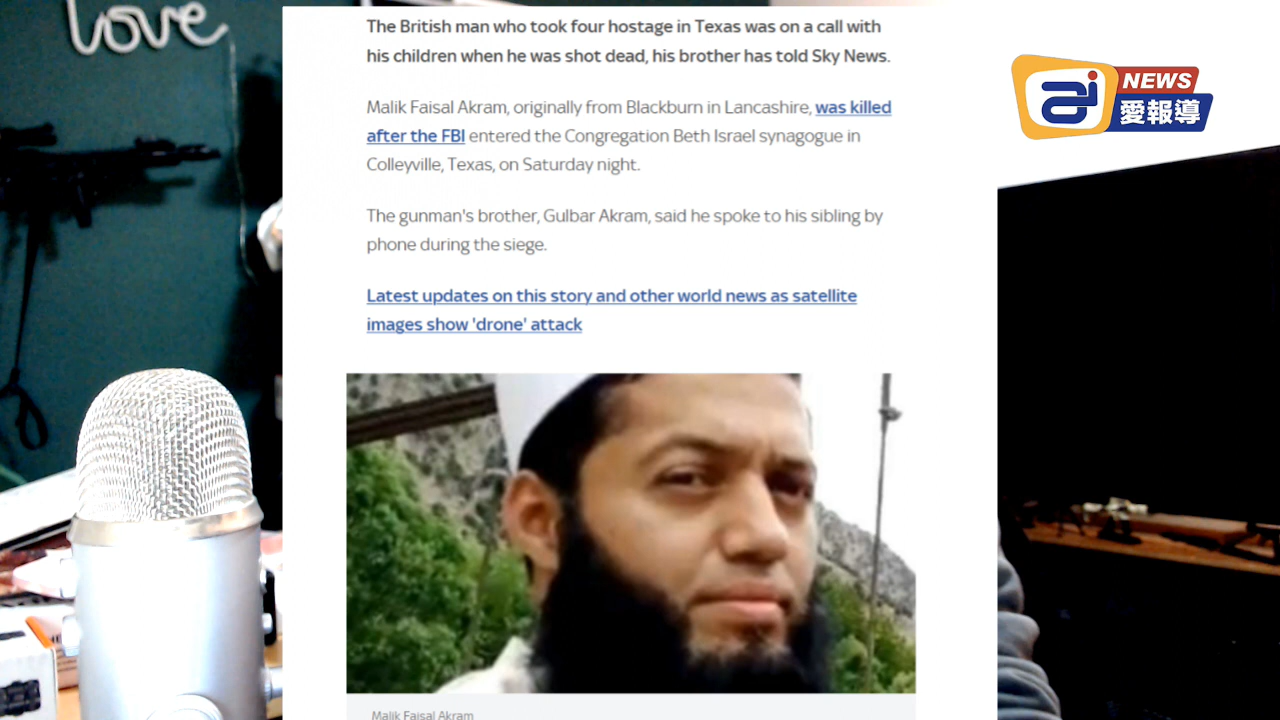 love
The British man who took four hostage in Texas was on a call with
his children when he was shot dead, his brother has told Sky News.
Malik Faisal Akram, originally from Blackburn in Lancashire, was killed
after the FBI entered the Congregation Beth Israel synagogue in
Colleyville, Texas, on Saturday night.
The gunman's brother, Gulbar Akram, said he spoke to his sibling by
phone during the siege.
Latest updates on this story and other world news as satellite
images show 'drone' attack
Malik Faisal Akram
ai NEWS
愛報導